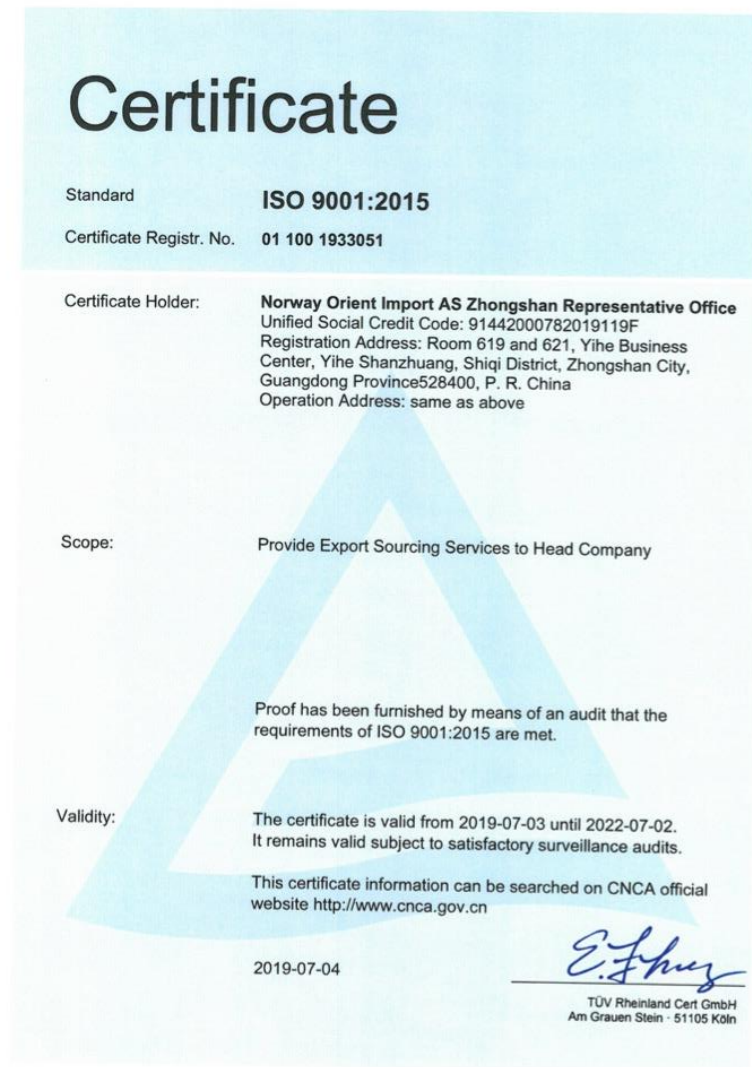 Certificate
Standard ISO 9001:2015
Certificate Registr. No. 01 100 1933051
Certificate Holder: Norway Orient Import AS Zhongshan Representative Office
Unified Social Credit Code: 91442000782019119F
Registration Address: Room 619 and 621, Yihe Business
Center, Yihe Shanzhuang, Shiqi District, Zhongshan City,
Guangdong Province528400, P. R. China
Operation Address: same as above
Scope: Provide Export Sourcing Services to Head Company
Proof has been furnished by means of an audit that the
requirements of ISO 9001:2015 are met.
Validity: The certificate is valid from 2019-07-03 until 2022-07-02.
It remains valid subject to satisfactory surveillance audits.
This certificate information can be searched on CNCA official
website http://www.cnca.gov.cn
2019-07-04
TÜV Rheinland Cert GmbH
Am Grauen Stein · 51105 Köln